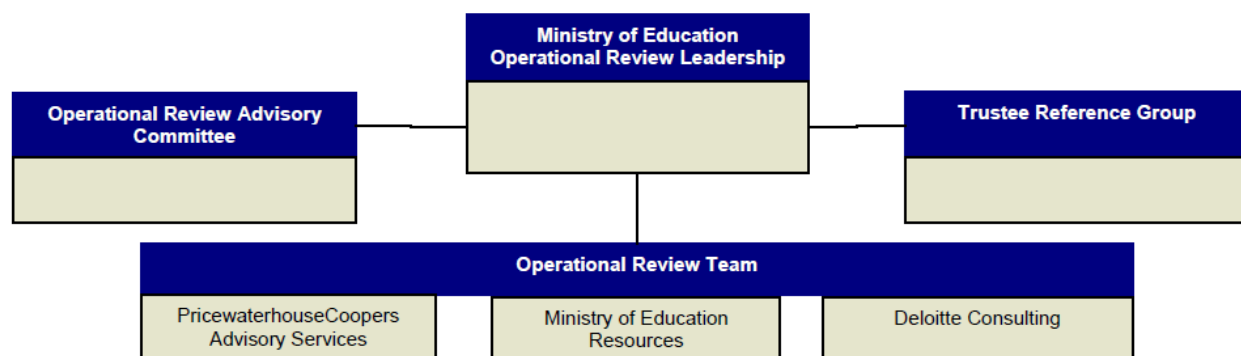 Ministry of Education
Operational Review Leadership
Operational Review Advisory
Committee
Trustee Reference Group
Operational Review Team
PricewaterhouseCoopers
Advisory Services
Ministry of Education
Resources
Deloitte Consulting